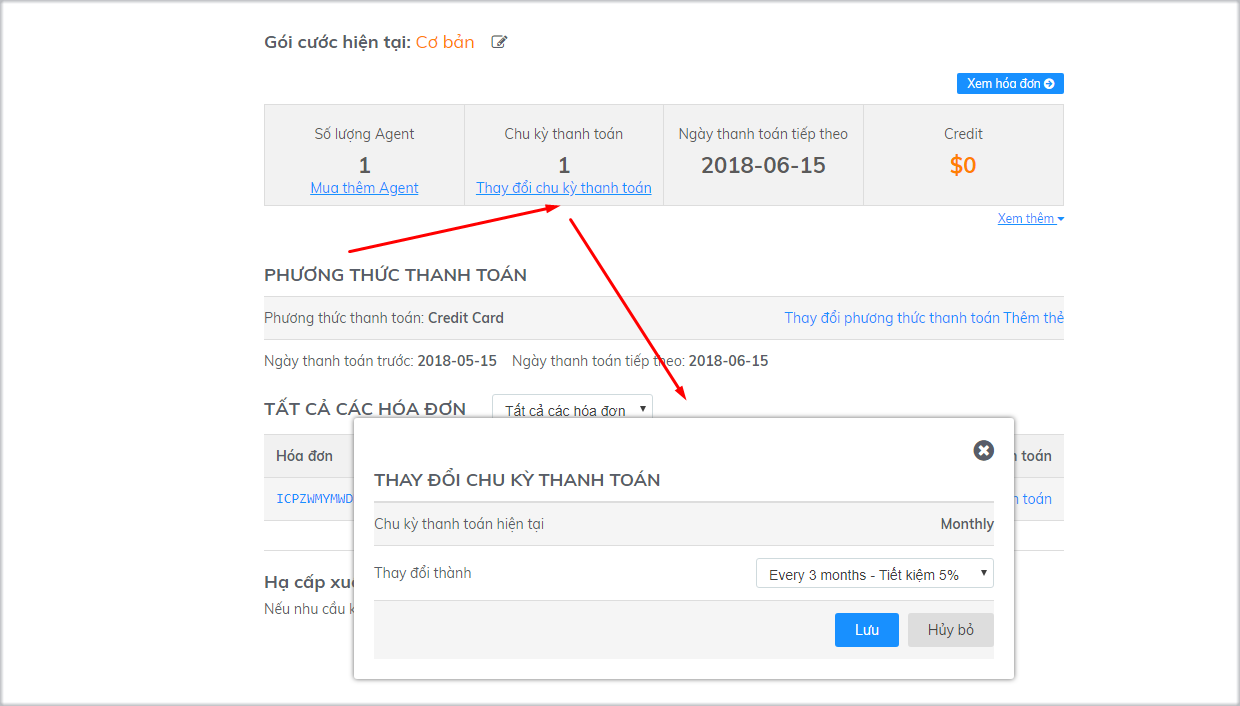 Gói cước hiện tại: Cơ bản
Xem hóa đơn
Số lượng Agent
1
Mua thêm Agent
Chu kỳ thanh toán
1
Thay đổi chu kỳ thanh toán
Ngày thanh toán tiếp theo
2018-06-15
Credit
$0
Xem thêm
PHƯƠNG THỨC THANH TOÁN
Phương thức thanh toán: Credit Card
Thay đổi phương thức thanh toán Thêm thẻ
Ngày thanh toán trước: 2018-05-15 Ngày thanh toán tiếp theo: 2018-06-15
TẤT CẢ CÁC HÓA ĐƠN
Tất cả các hóa đơn
Hóa đơn
toán
ICPZWMYMWD
toán
THAY ĐỔI CHU KỲ THANH TOÁN
Chu kỳ thanh toán hiện tại
Monthly
Thay đổi thành
Every 3 months - Tiết kiệm 5%
Lưu
Hủy bỏ
Hạ cấp
Nếu nhu cầu